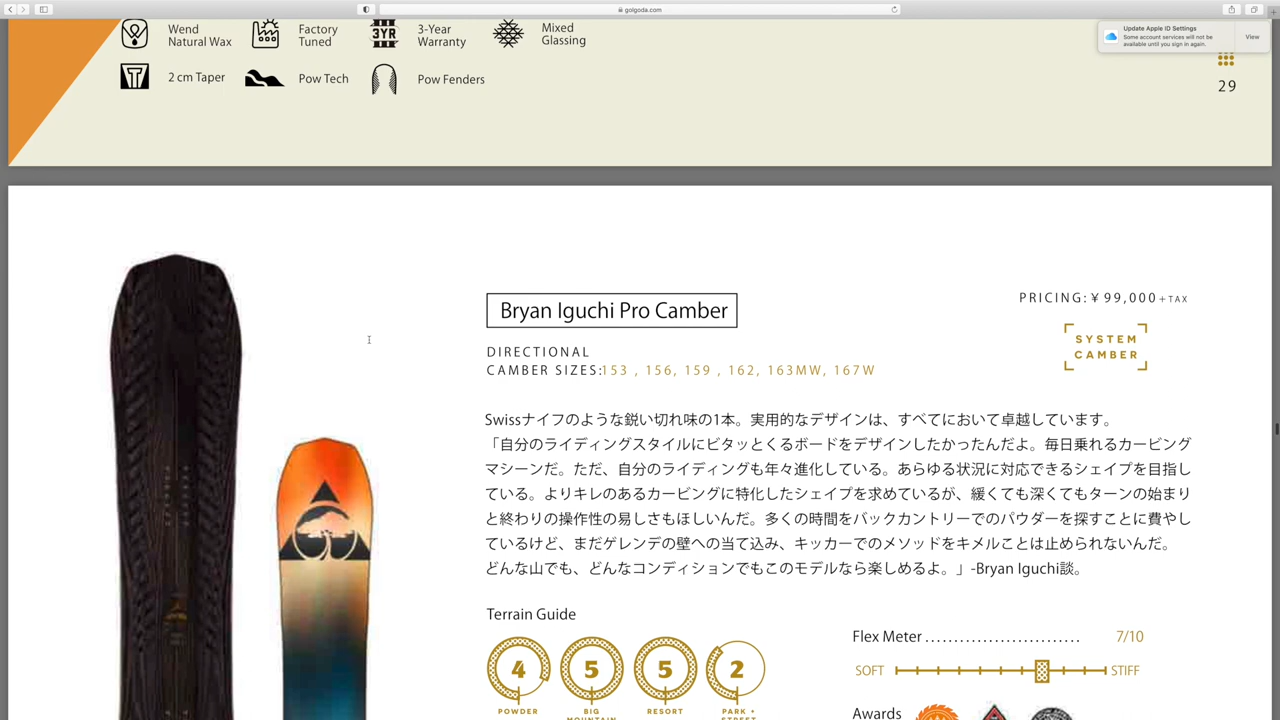 golgoda.com
Update Apple ID Settings
Some account services will not be
available until you sign in again.
View
Wend
Natural Wax
Factory
Tuned
3YR
3-Year
Warranty
Mixed
Glassing
2 cm Taper
Pow Tech
Pow Fenders
29
Bryan Iguchi Pro Camber
PRICING:¥99,000+TAX
SYSTEM
CAMBER
DIRECTIONAL
CAMBER SIZES:153 , 156, 159 , 162, 163MW, 167W
Swissナイフのような鋭い切れ味の1本。実用的なデザインは、すべてにおいて卓越しています。
「自分のライディングスタイルにピタッとくるボードをデザインしたかったんだよ。毎日乗れるカービング
マシーンだ。ただ、自分のライディングも年々進化している。あらゆる状況に対応できるシェイプを目指し
ている。よりキレのあるカービングに特化したシェイプを求めているが、緩くても深くてもターンの始まり
と終わりの操作性の易しさもほしいんだ。多くの時間をバックカントリーでのパウダーを探すことに費やし
ているけど、まだゲレンデの壁への当て込み、キッカーでのメソッドをキメルことは止められないんだ。
どんな山でも、どんなコンディションでもこのモデルなら楽しめるよ。」-Bryan Iguchi談。
Terrain Guide
4
5
5
2
POWDER
BIG
MOUNTAIN
RESORT
PARK +
STREET
Flex Meter .......................... 7/10
SOFT
STIFF
Awards